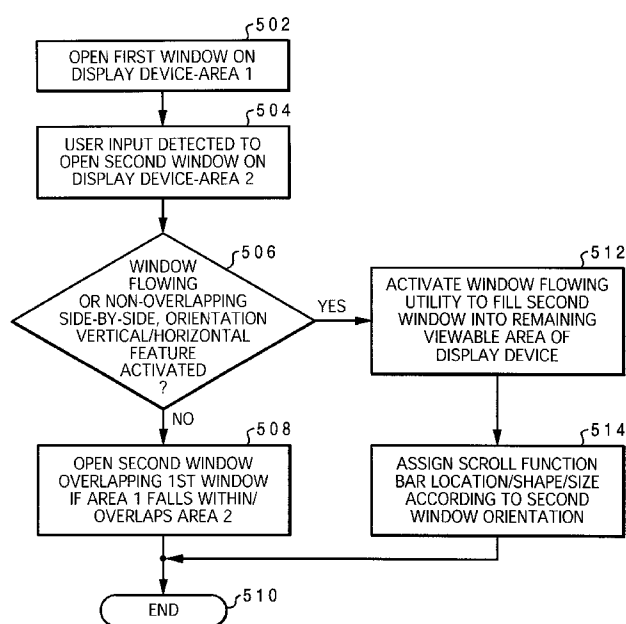 502
OPEN FIRST WINDOW ON
DISPLAY DEVICE-AREA 1
504
USER INPUT DETECTED TO
OPEN SECOND WINDOW ON
DISPLAY DEVICE-AREA 2
506
WINDOW
FLOWING
OR NON-OVERLAPPING
SIDE-BY-SIDE, ORIENTATION
VERTICAL/HORIZONTAL
FEATURE
ACTIVATED
?
YES
512
ACTIVATE WINDOW FLOWING
UTILITY TO FILL SECOND
WINDOW INTO REMAINING
VIEWABLE AREA OF
DISPLAY DEVICE
NO
508
OPEN SECOND WINDOW
OVERLAPPING 1ST WINDOW
IF AREA 1 FALLS WITHIN/
OVERLAPS AREA 2
514
ASSIGN SCROLL FUNCTION
BAR LOCATION/SHAPE/SIZE
ACCORDING TO SECOND
WINDOW ORIENTATION
END
510